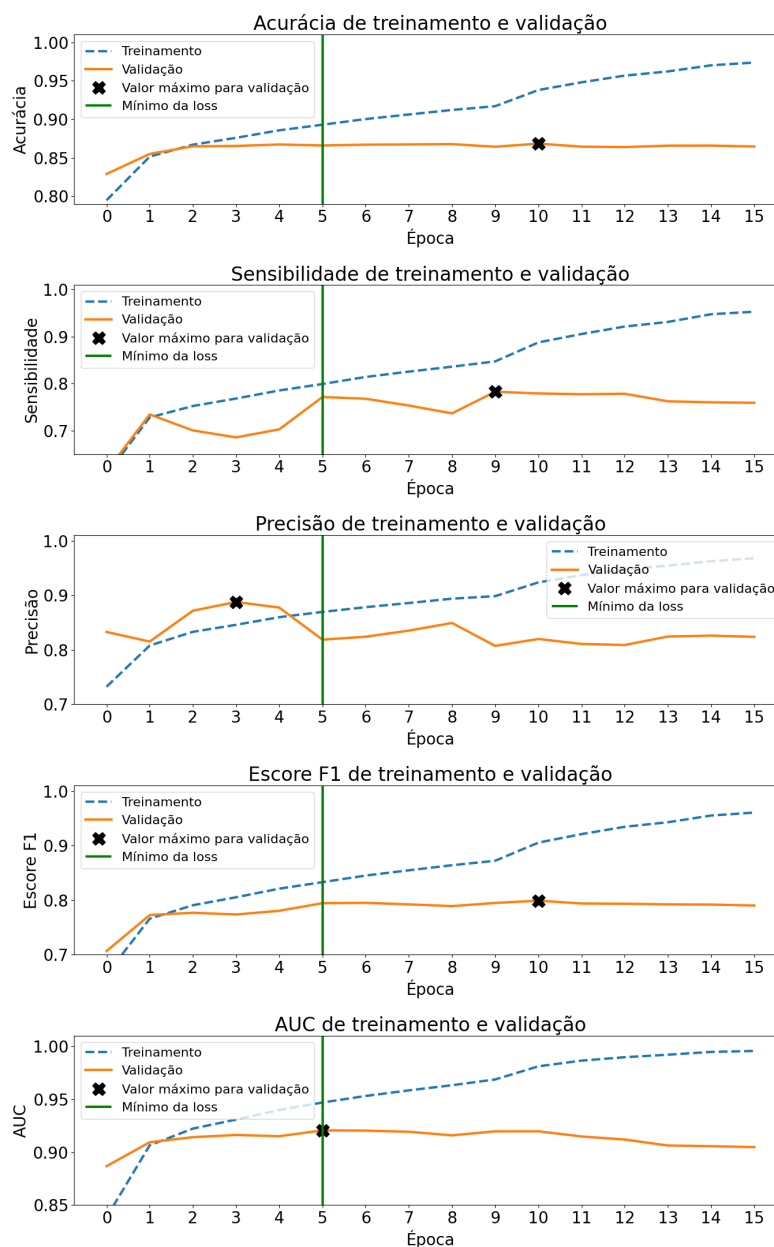 Acurácia de treinamento e validação
1.00
0.95
0.90
0.85
0.80
Acurácia
Treinamento
Validação
Valor máximo para validação
Mínimo da loss
0 1 2 3 4 5 6 7 8 9 10 11 12 13 14 15
Época
Sensibilidade de treinamento e validação
1.0
0.9
0.8
0.7
Sensibilidade
Treinamento
Validação
Valor máximo para validação
Mínimo da loss
0 1 2 3 4 5 6 7 8 9 10 11 12 13 14 15
Época
Precisão de treinamento e validação
1.0
0.9
0.8
0.7
Precisão
Treinamento
Validação
Valor máximo para validação
Mínimo da loss
0 1 2 3 4 5 6 7 8 9 10 11 12 13 14 15
Época
Escore F1 de treinamento e validação
1.0
0.9
0.8
0.7
Escore F1
Treinamento
Validação
Valor máximo para validação
Mínimo da loss
0 1 2 3 4 5 6 7 8 9 10 11 12 13 14 15
Época
AUC de treinamento e validação
1.00
0.95
0.90
0.85
AUC
Treinamento
Validação
Valor máximo para validação
Mínimo da loss
0 1 2 3 4 5 6 7 8 9 10 11 12 13 14 15
Época